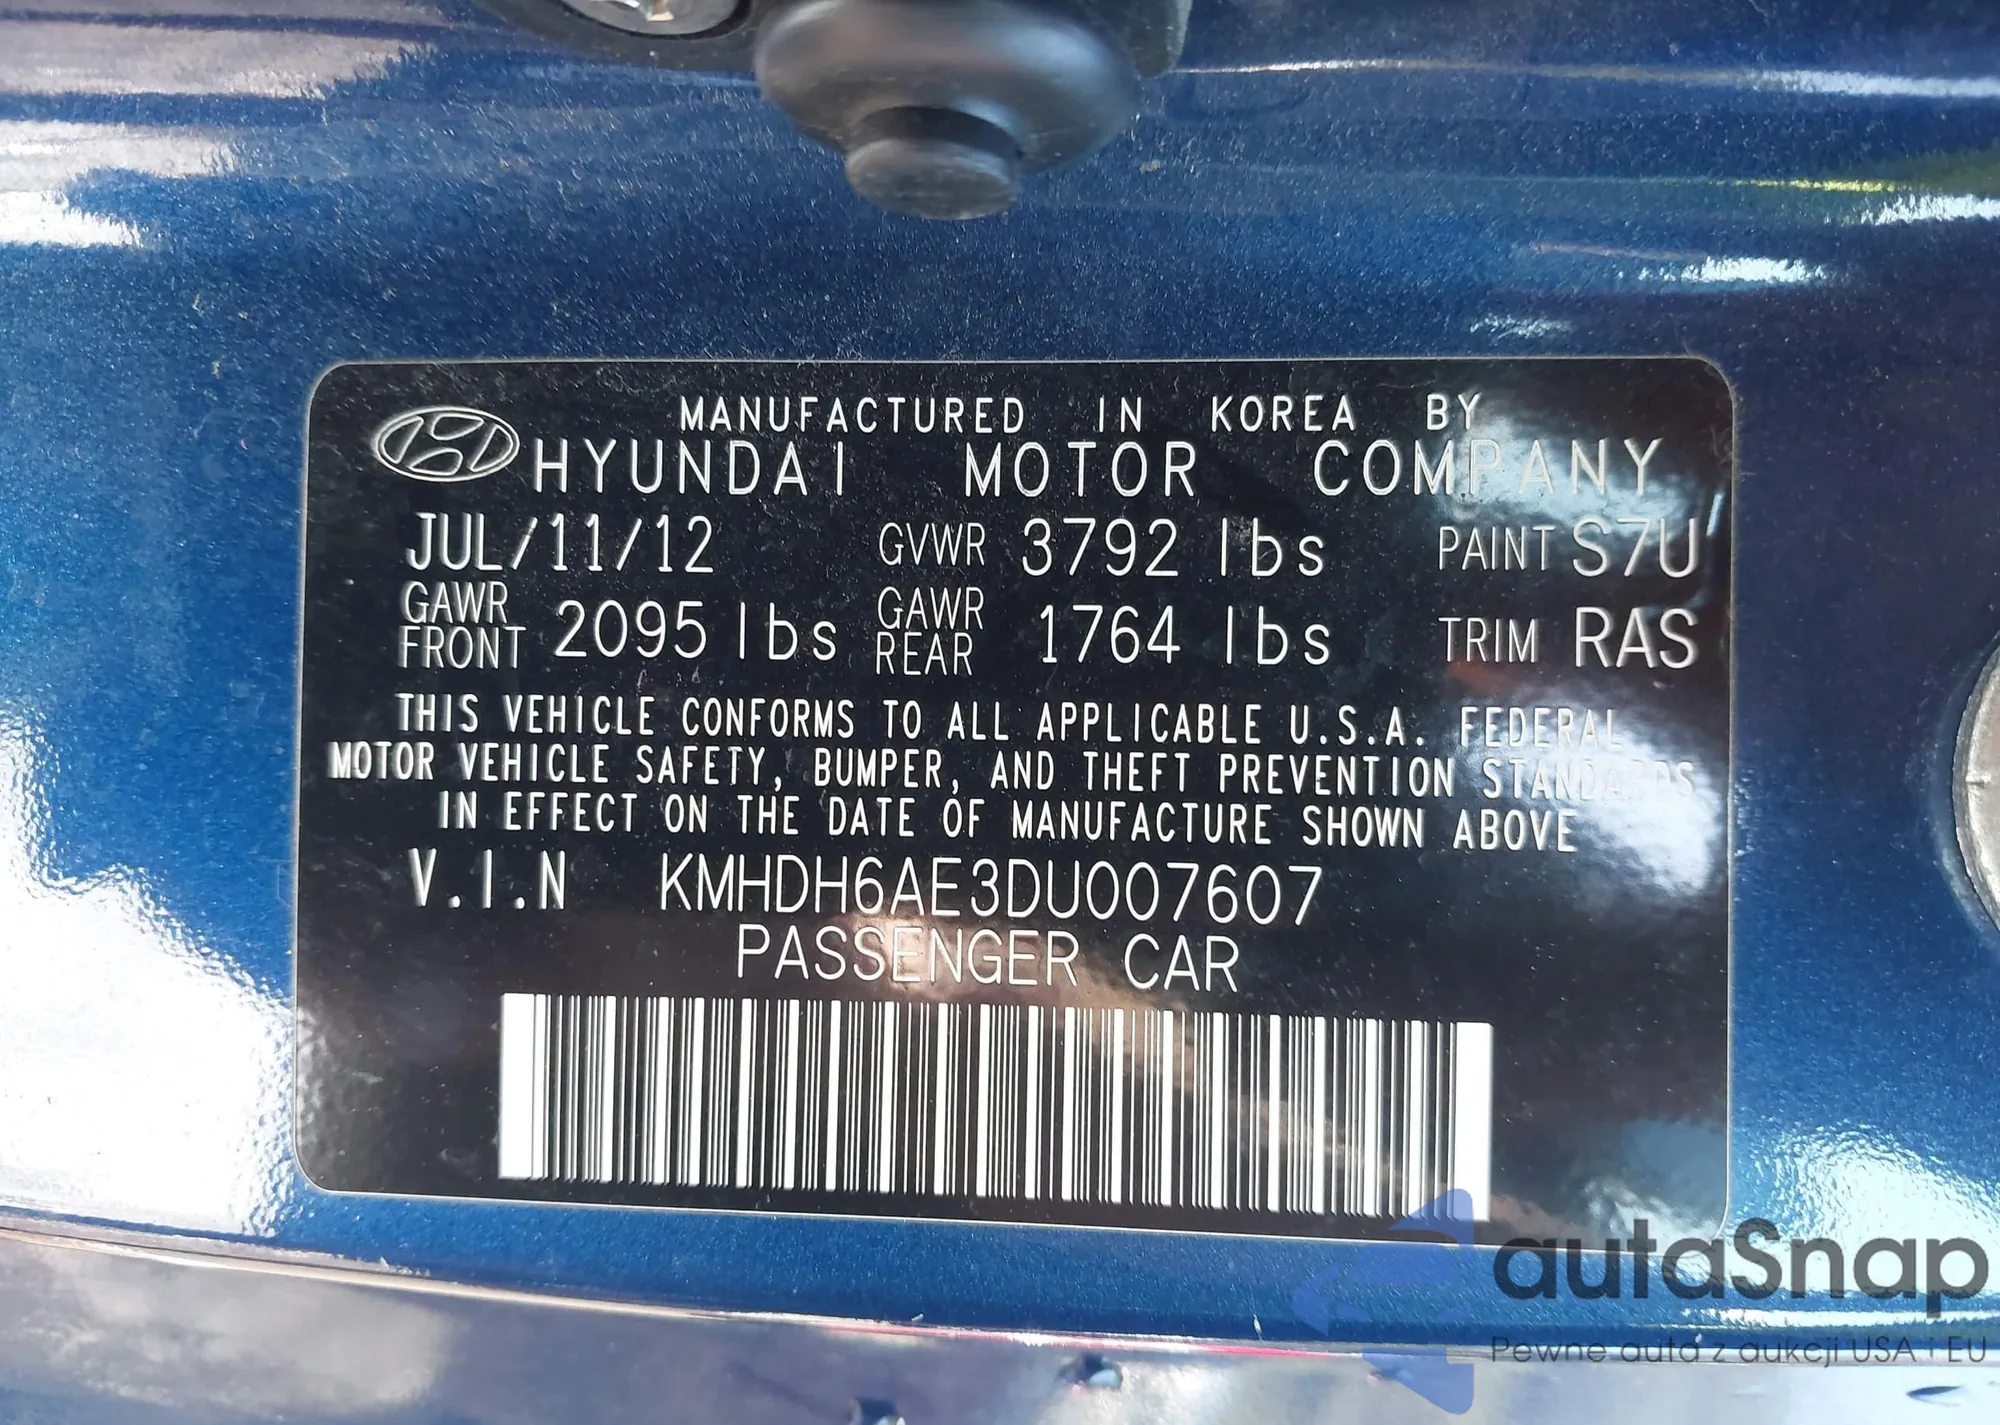 MANUFACTURED IN KOREA BY
HYUNDAI MOTOR COMPANY
JUL/11/12 GVWR 3792 lbs PAINT S7U
GAWR FRONT 2095 lbs GAWR REAR 1764 lbs TRIM RAS
THIS VEHICLE CONFORMS TO ALL APPLICABLE U.S.A. FEDERAL
MOTOR VEHICLE SAFETY, BUMPER, AND THEFT PREVENTION STANDARDS
IN EFFECT ON THE DATE OF MANUFACTURE SHOWN ABOVE
V.I.N KMHDH6AE3DU007607
PASSENGER CAR
autaSnap
Pewne auta z aukcji USA i EU